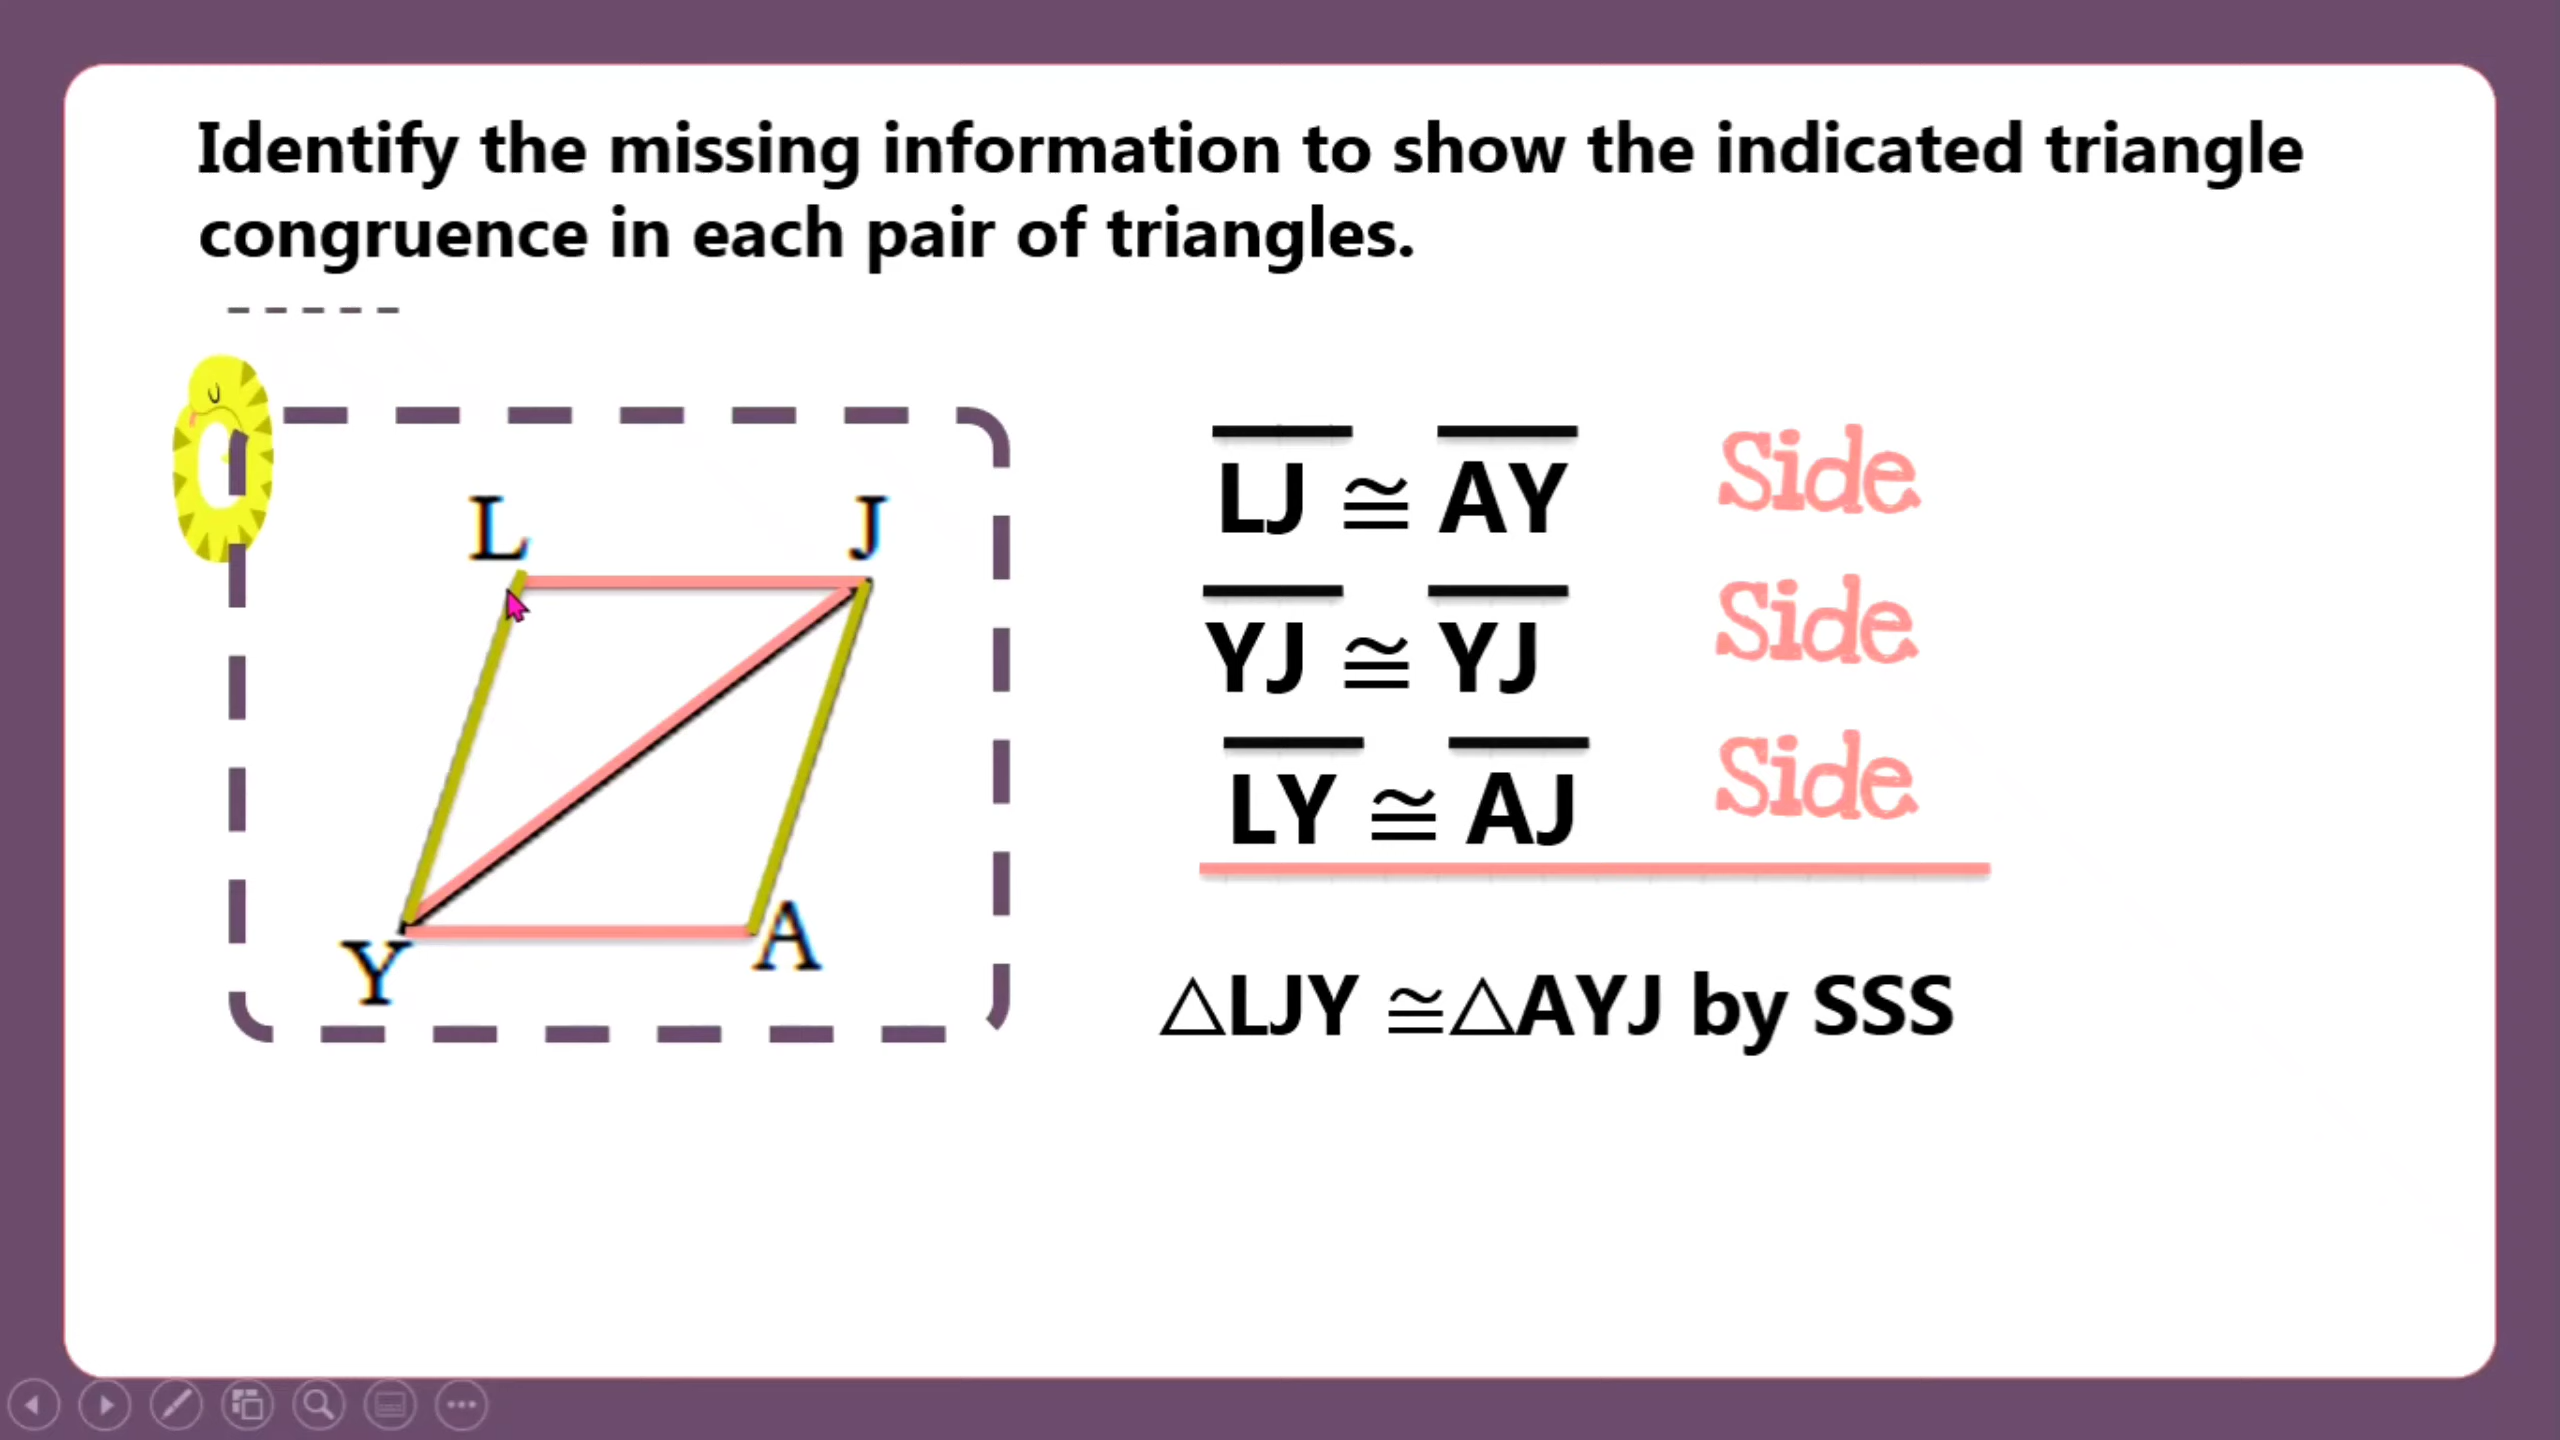 Identify the missing information to show the indicated triangle
congruence in each pair of triangles.
L J
Y A
LJ ≅ AY Side
YJ ≅ YJ Side
LY ≅ AJ Side
△LJY ≅△AYJ by SSS